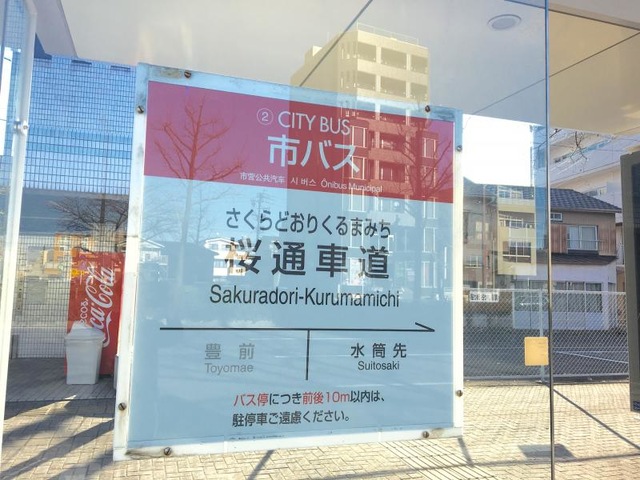 ② CITY BUS
市バス
市営公共汽车 시 버스 Ônibus Municipal
さくらどおりくるまみち
桜通車道
Sakuradori-Kurumamichi
豊前
Toyomae
水筒先
Suitosaki
バス停につき前後10m以内は、
駐停車ご遠慮ください。
Coca-Cola